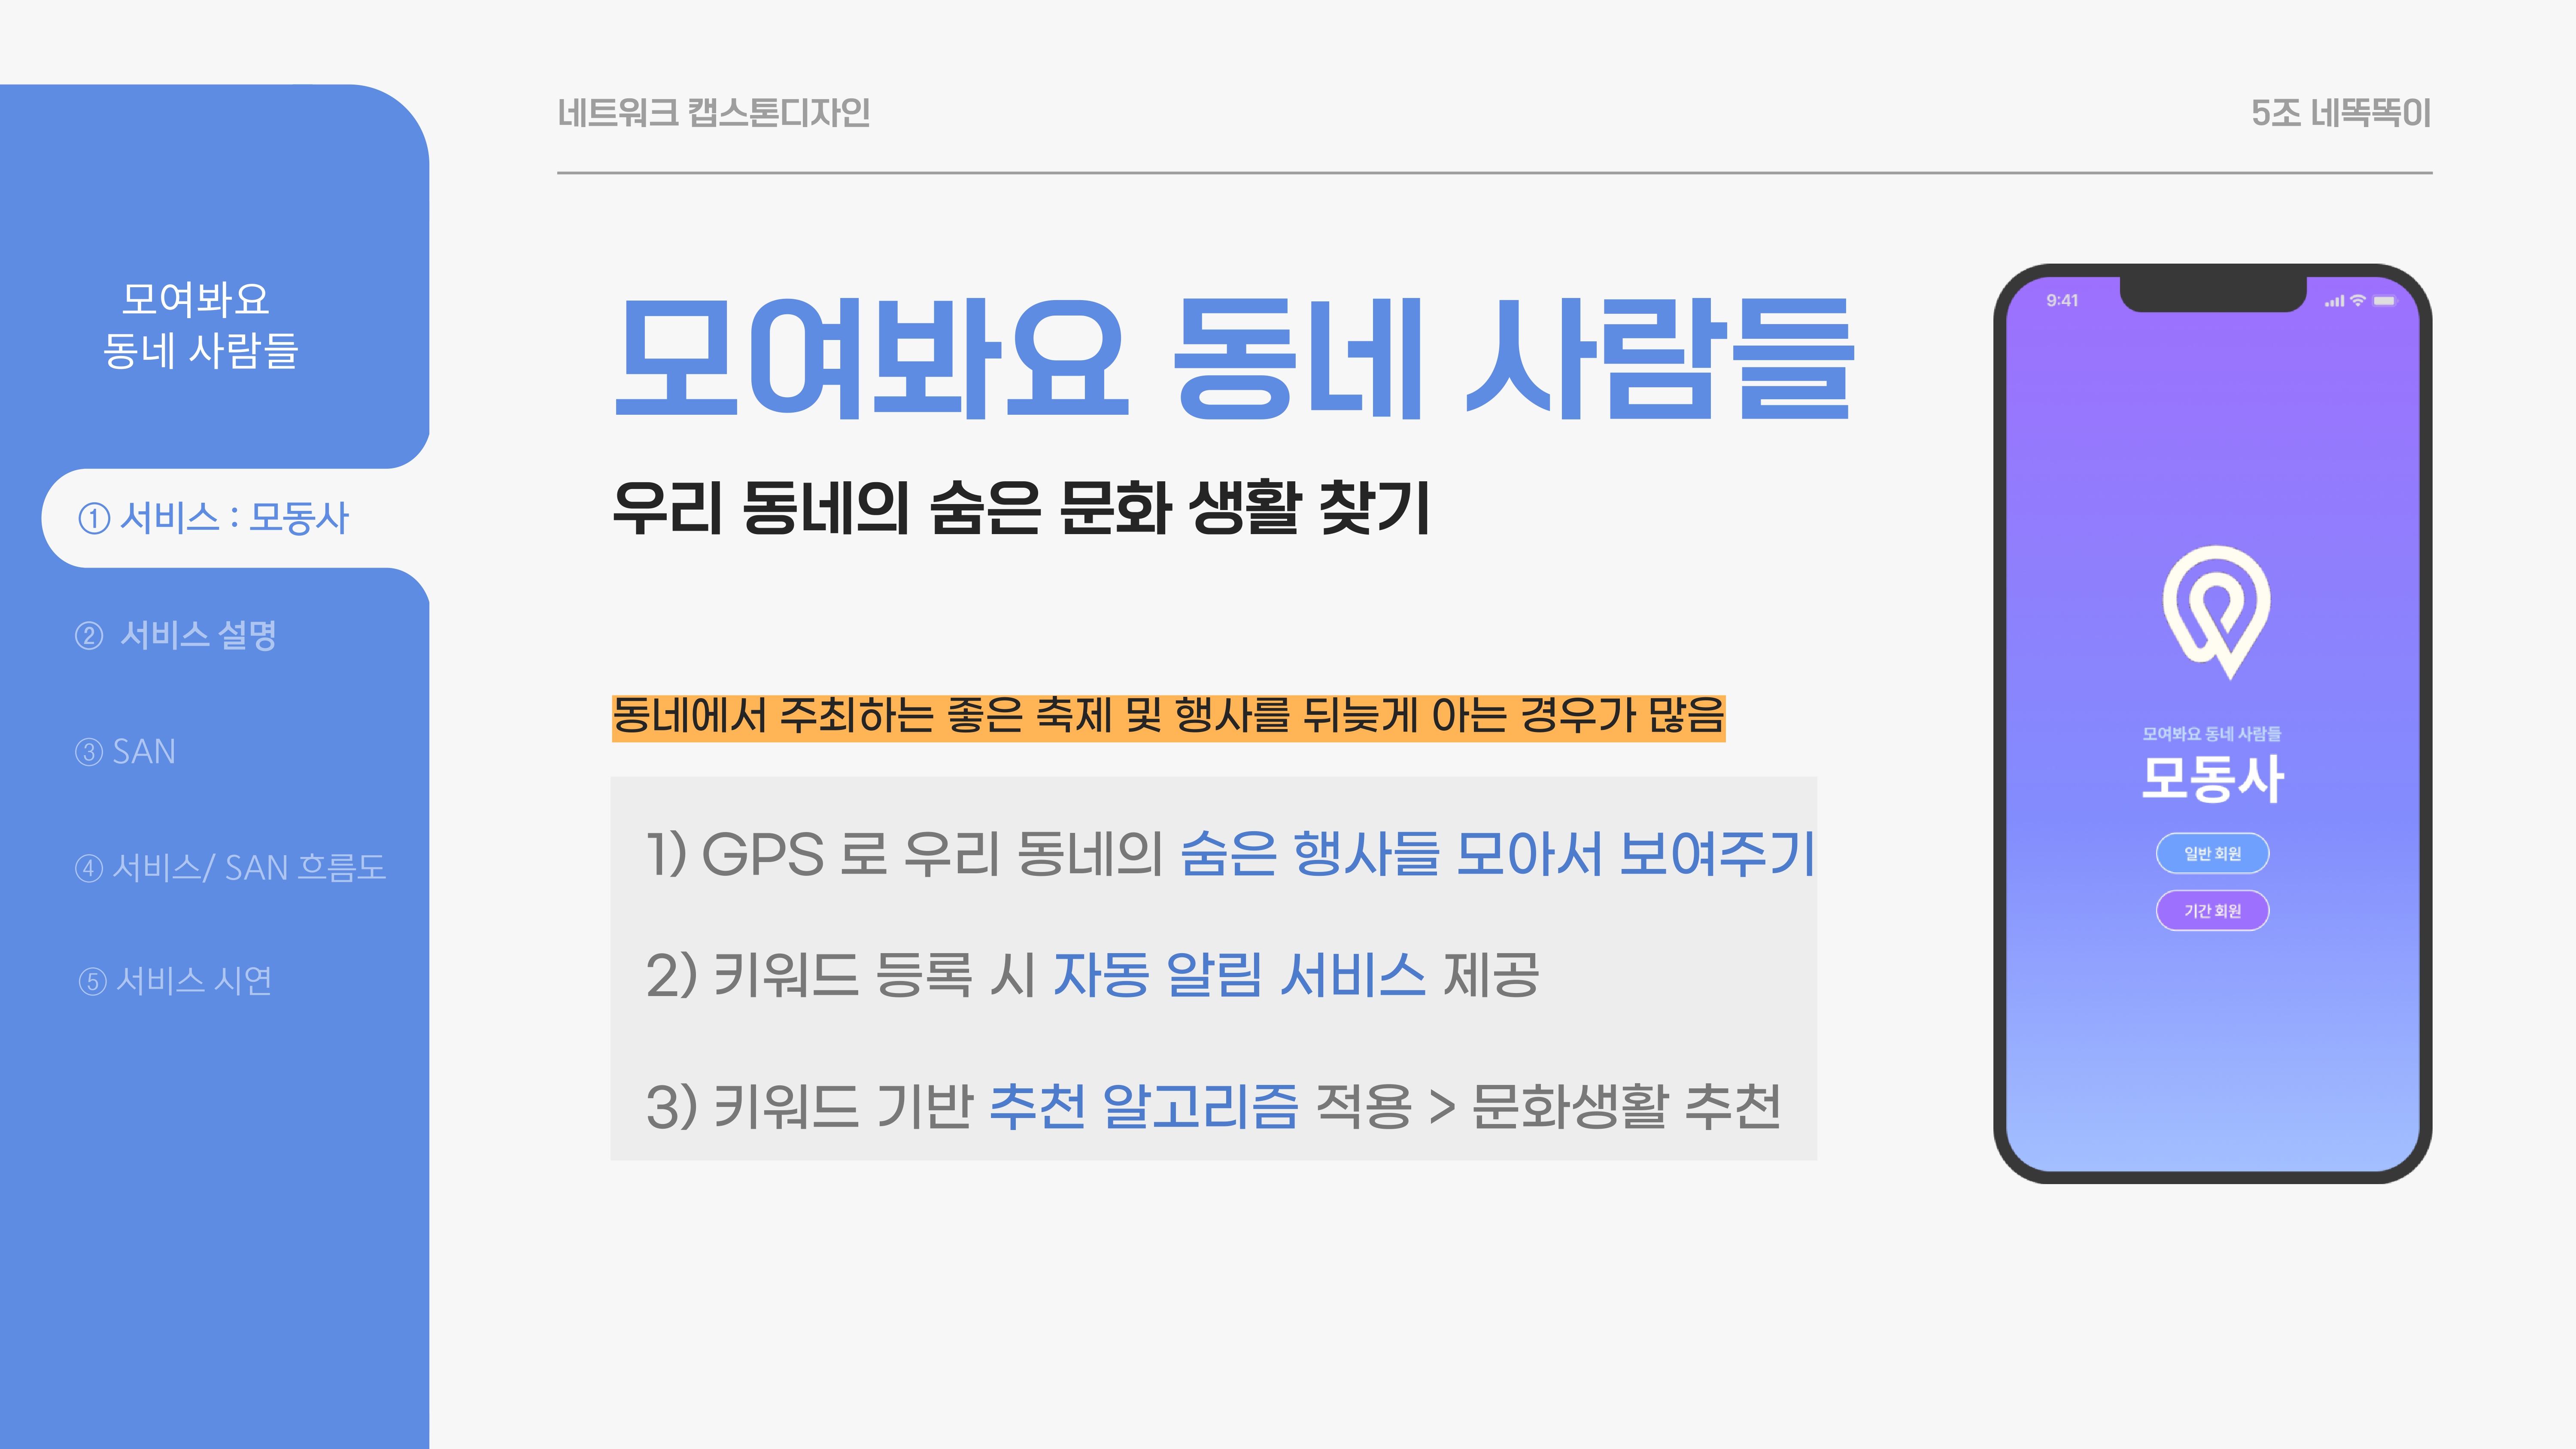 네트워크 캡스톤디자인
5조 네똑똑이
모여봐요
동네 사람들
① 서비스 : 모동사
② 서비스 설명
③ SAN
④ 서비스/ SAN 흐름도
⑤ 서비스 시연
모여봐요 동네 사람들
우리 동네의 숨은 문화 생활 찾기
동네에서 주최하는 좋은 축제 및 행사를 뒤늦게 아는 경우가 많음
1) GPS 로 우리 동네의 숨은 행사들 모아서 보여주기
2) 키워드 등록 시 자동 알림 서비스 제공
3) 키워드 기반 추천 알고리즘 적용 > 문화생활 추천
9:41
모여봐요 동네 사람들
모동사
일반 회원
기간 회원